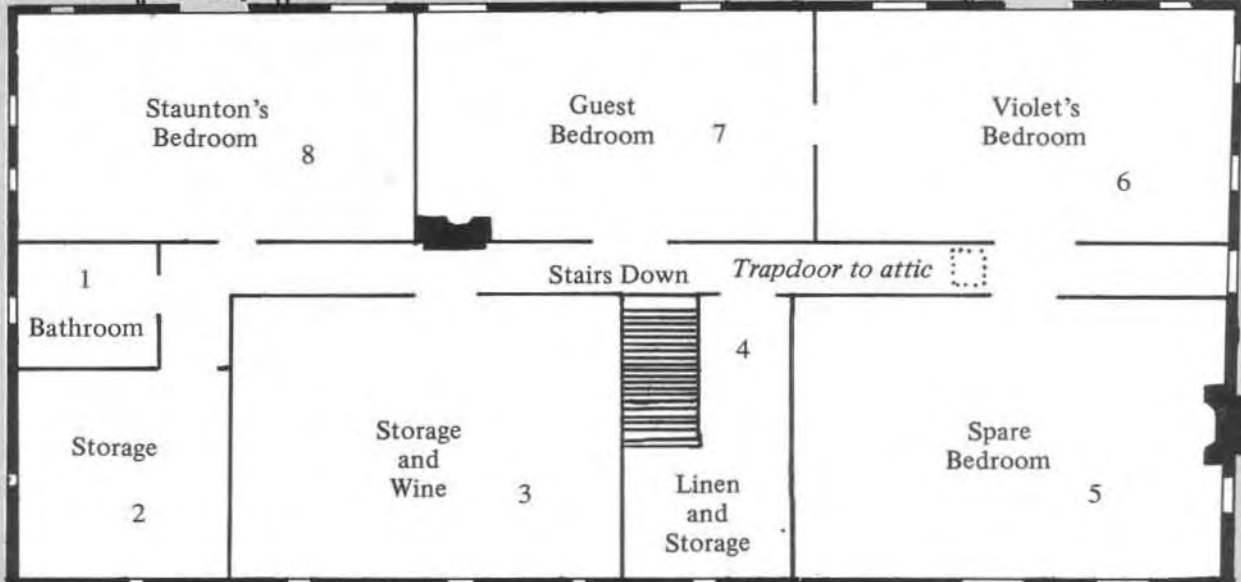 Staunton's
Bedroom
8
Guest
Bedroom 7
Violet's
Bedroom
6
1
Bathroom
Stairs Down
Trapdoor to attic
4
Storage
2
Storage
and
Wine 3
Linen
and
Storage
Spare
Bedroom
5